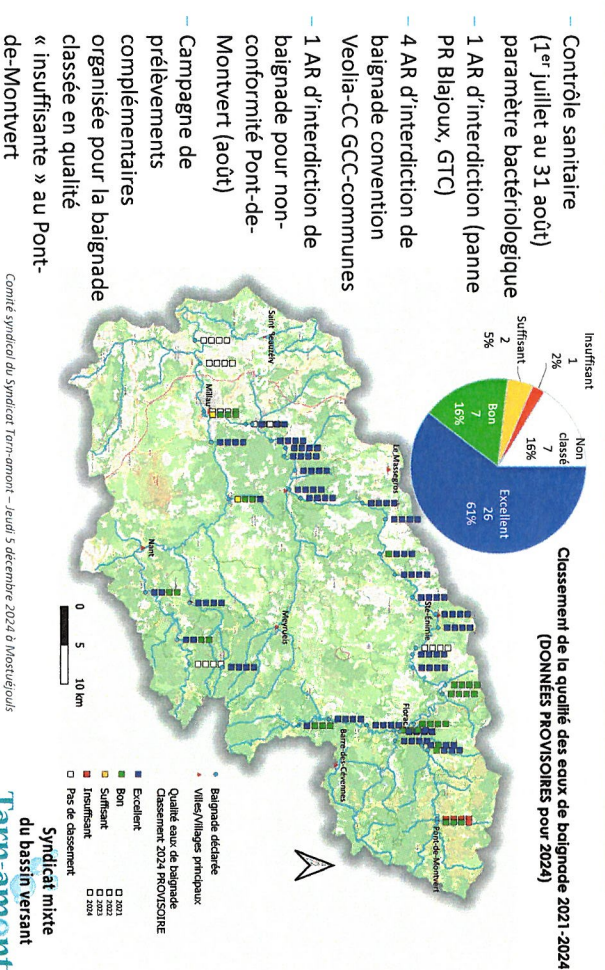 Classement de la qualité des eaux de baignade 2021-2024
(DONNÉES PROVISOIRES pour 2024)
– Contrôle sanitaire
(1er juillet au 31 août)
paramètre bactériologique
– 1 AR d'interdiction (panne
PR Blajoux, GTC)
– 4 AR d'interdiction de
baignade convention
Veolia-CC GCC-communes
– 1 AR d'interdiction de
baignade pour non-
conformité Pont-de-
Montvert (août)
– Campagne de
prélèvements
complémentaires
organisée pour la baignade
classée en qualité
« insuffisante » au Pont-
de-Montvert
Insuffisant
1
2%
Suffisant
2
5%
Bon
7
16%
Non
classé
7
16%
Excellent
26
61%
Saint Beauzély
Millau
Le Massegros
Nant
Meyrueis
Ste-Enimie
Florac
Barre-des-Cévennes
Pont-de-Montvert
0 5 10 km
Baignade déclarée
Villes/Villages principaux
Qualité eaux de baignade
Classement 2024 PROVISOIRE
Excellent
Bon
Suffisant
Insuffisant
Pas de classement
2021
2022
2023
2024
Comité syndical du Syndicat Tarn-amont – Jeudi 5 décembre 2024 à Mostuéjouls
Syndicat mixte
du bassin versant
Tarn-amont